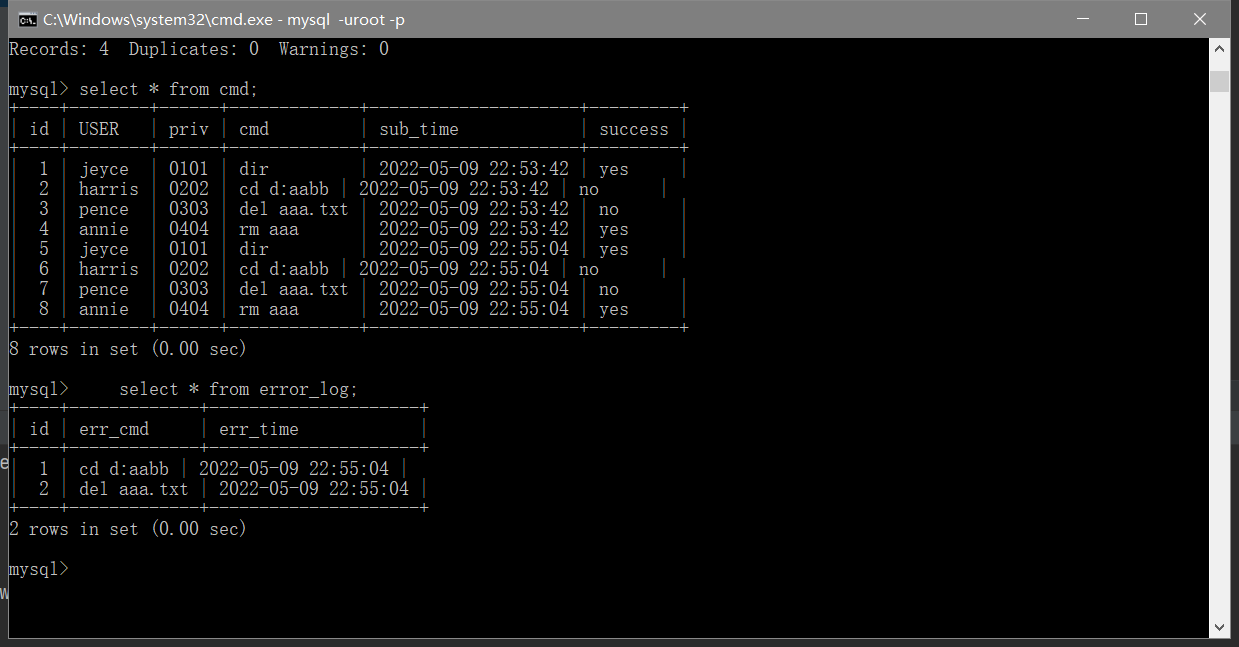 C:\Windows\system32\cmd.exe - mysql  -uroot -p
Records: 4  Duplicates: 0  Warnings: 0
mysql> select * from cmd;
+----+--------+------+-------------+---------------------+---------+
| id | USER   | priv | cmd         | sub_time            | success |
+----+--------+------+-------------+---------------------+---------+
|  1 | jeyce  | 0101 | dir         | 2022-05-09 22:53:42 | yes     |
|  2 | harris | 0202 | cd d:aabb | 2022-05-09 22:53:42 | no      |
|  3 | pence  | 0303 | del aaa.txt | 2022-05-09 22:53:42 | no      |
|  4 | annie  | 0404 | rm aaa      | 2022-05-09 22:53:42 | yes     |
|  5 | jeyce  | 0101 | dir         | 2022-05-09 22:55:04 | yes     |
|  6 | harris | 0202 | cd d:aabb | 2022-05-09 22:55:04 | no      |
|  7 | pence  | 0303 | del aaa.txt | 2022-05-09 22:55:04 | no      |
|  8 | annie  | 0404 | rm aaa      | 2022-05-09 22:55:04 | yes     |
+----+--------+------+-------------+---------------------+---------+
8 rows in set (0.00 sec)
mysql>     select * from error_log;
+----+-------------+---------------------+
| id | err_cmd     | err_time            |
+----+-------------+---------------------+
|  1 | cd d:aabb | 2022-05-09 22:55:04 |
|  2 | del aaa.txt | 2022-05-09 22:55:04 |
+----+-------------+---------------------+
2 rows in set (0.00 sec)
mysql>